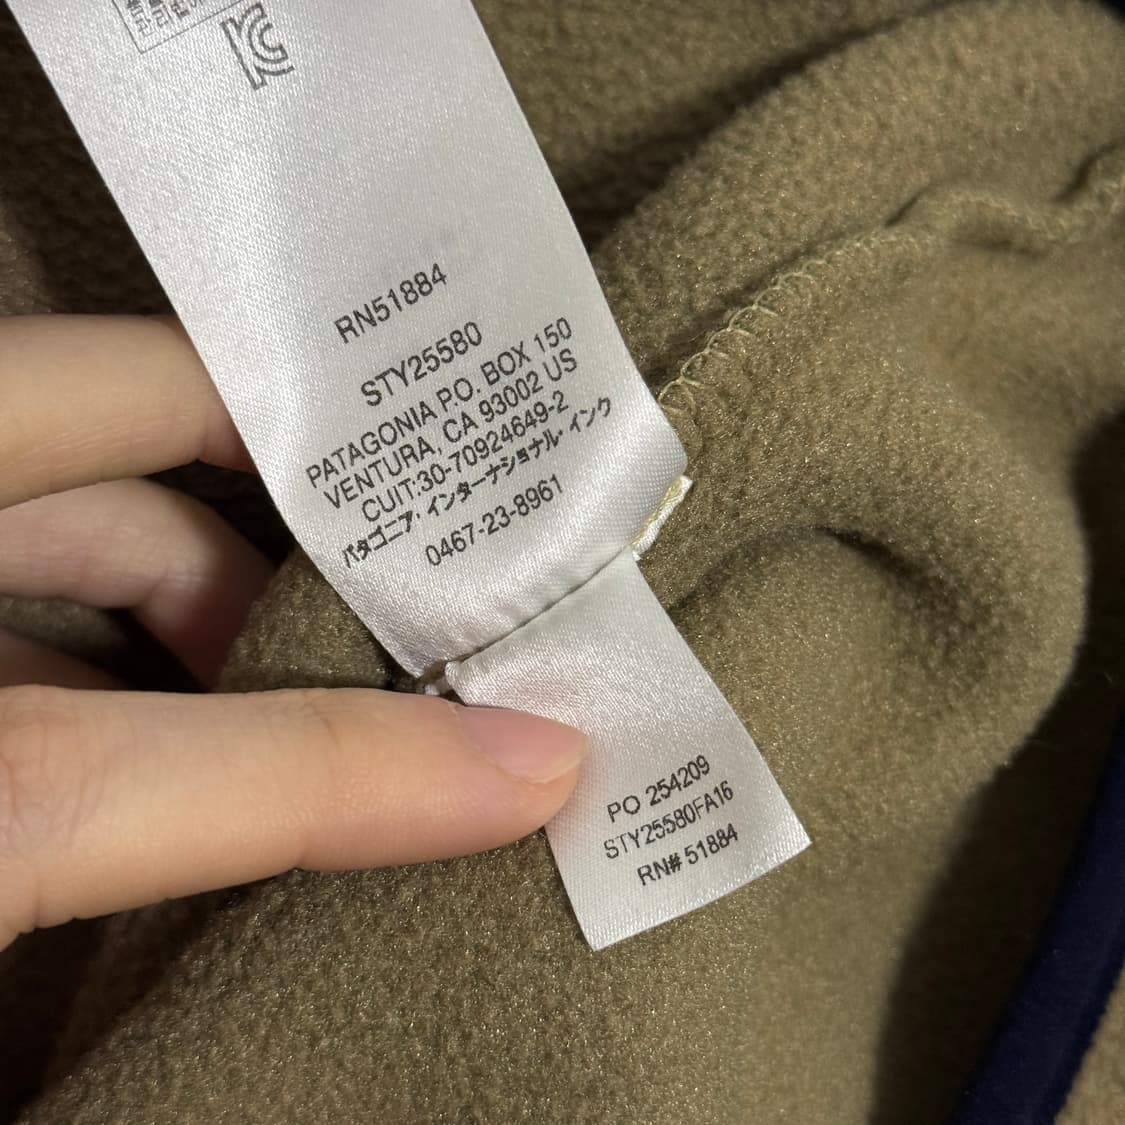 RN51884
STY25580
PATAGONIA P.O. BOX 150
VENTURA, CA 93002 US
CUIT:30-70924649-2
パタゴニア・インターナショナル・インク
0467-23-8961
PO 254209
STY25580FA16
RN# 51884